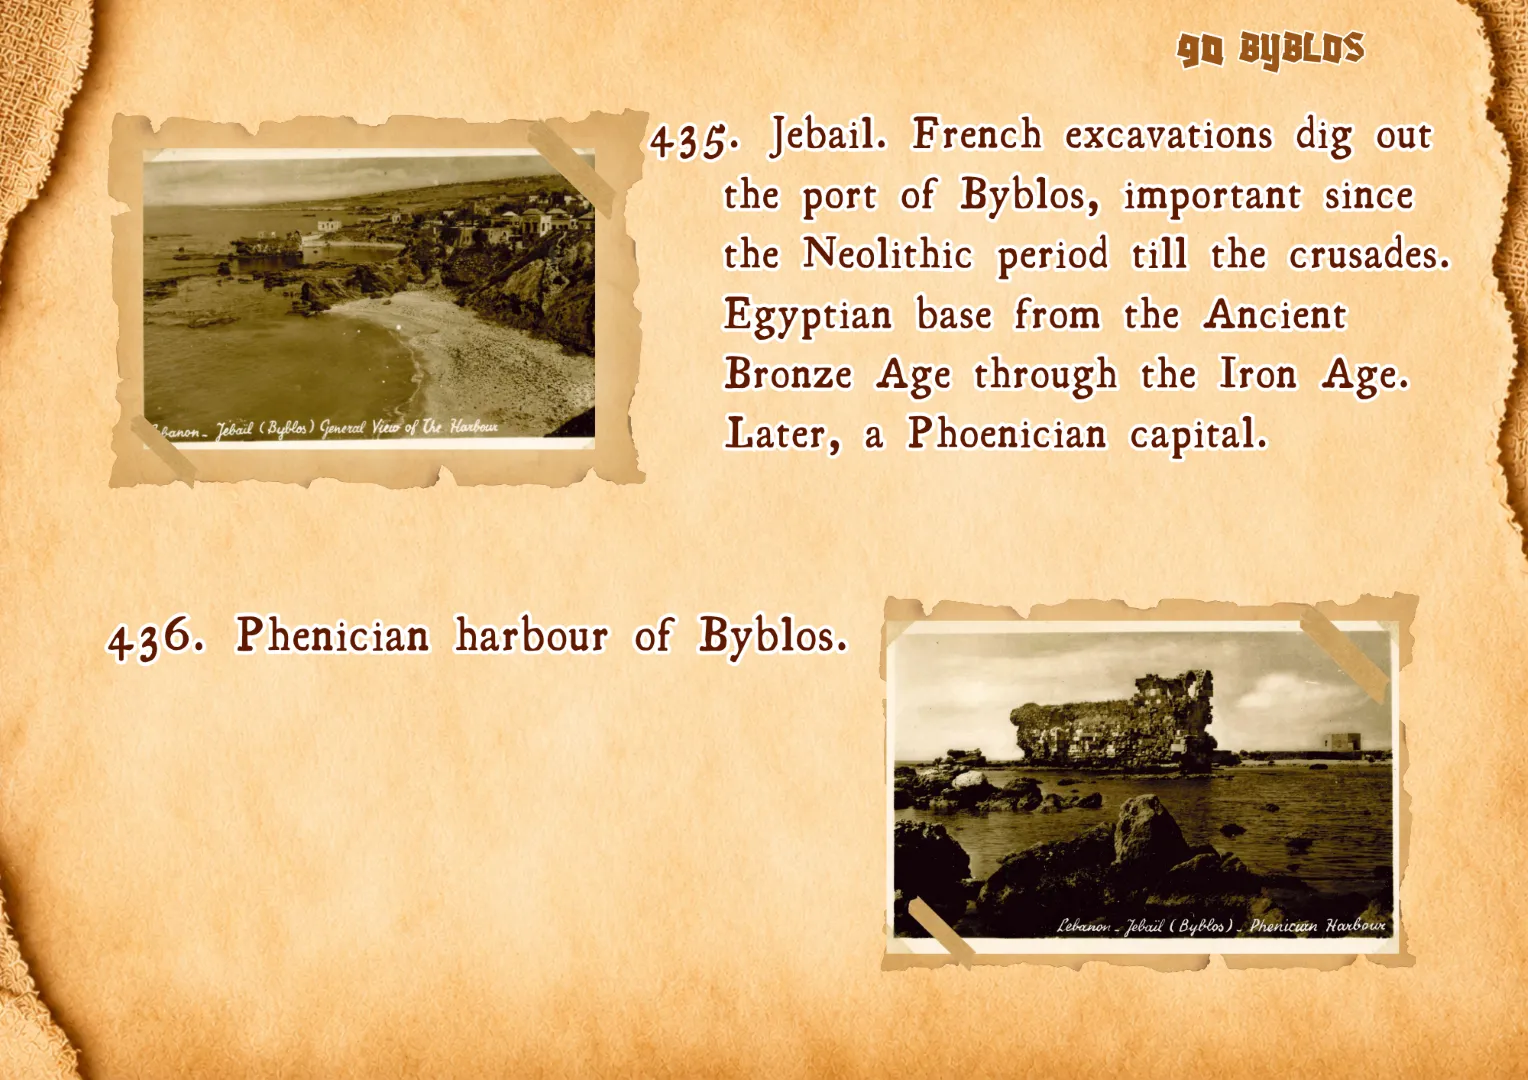 90 BYBLOS
435. Jebail. French excavations dig out
the port of Byblos, important since
the Neolithic period till the crusades.
Egyptian base from the Ancient
Bronze Age through the Iron Age.
Later, a Phoenician capital.
banon - Jebail (Byblos) General View of The Harbour
436. Phenician harbour of Byblos.
Lebanon - Jebaïl (Byblos) - Phenician Harbour